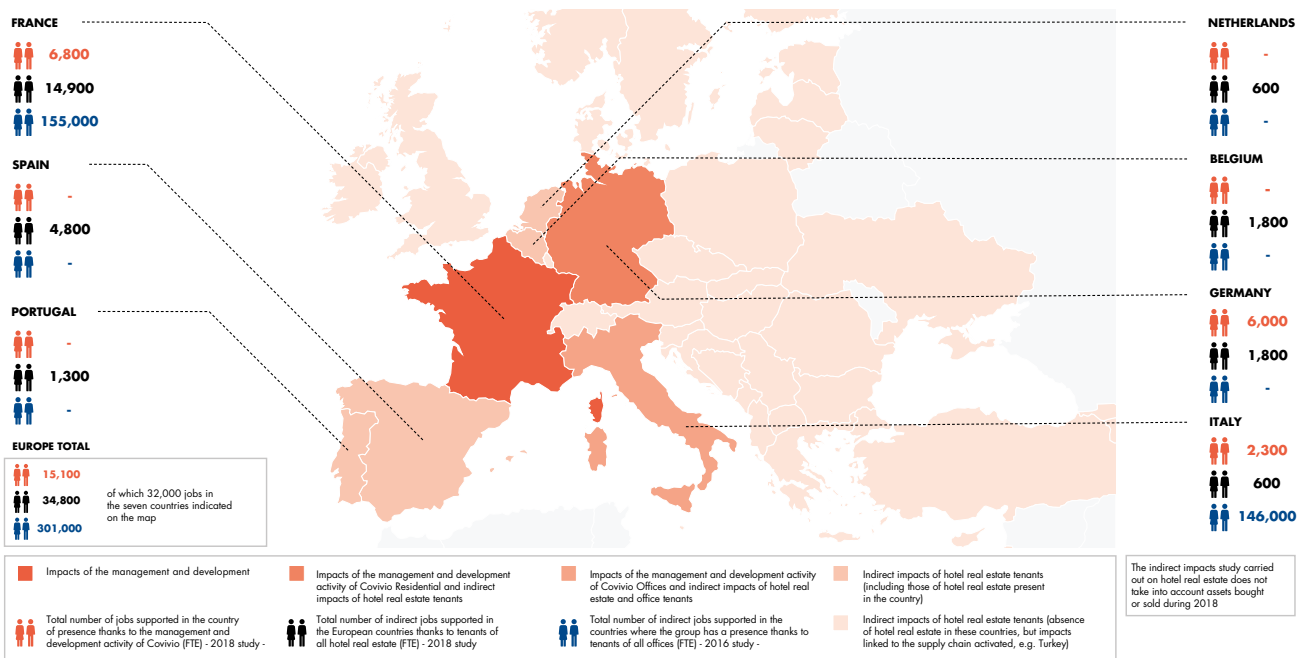 FRANCE
6,800
14,900
155,000
SPAIN
-
4,800
-
PORTUGAL
-
1,300
-
EUROPE TOTAL
15,100
34,800
301,000
of which 32,000 jobs in
the seven countries indicated
on the map
NETHERLANDS
-
600
-
BELGIUM
-
1,800
-
GERMANY
6,000
1,800
-
ITALY
2,300
600
146,000
Impacts of the management and development
Impacts of the management and development
activity of Covivio Residential and indirect
impacts of hotel real estate tenants
Impacts of the management and development activity
of Covivio Offices and indirect impacts of hotel real
estate and office tenants
Indirect impacts of hotel real estate tenants
(including those of hotel real estate present
in the country)
Total number of jobs supported in the country
of presence thanks to the management and
development activity of Covivio (FTE) - 2018 study -
Total number of indirect jobs supported in
the European countries thanks to tenants of
all hotel real estate (FTE) - 2018 study
Total number of indirect jobs supported in the
countries where the group has a presence thanks to
tenants of all offices (FTE) - 2016 study -
Indirect impacts of hotel real estate tenants (absence
of hotel real estate in these countries, but impacts
linked to the supply chain activated, e.g. Turkey)
The indirect impacts study carried
out on hotel real estate does not
take into account assets bought
or sold during 2018